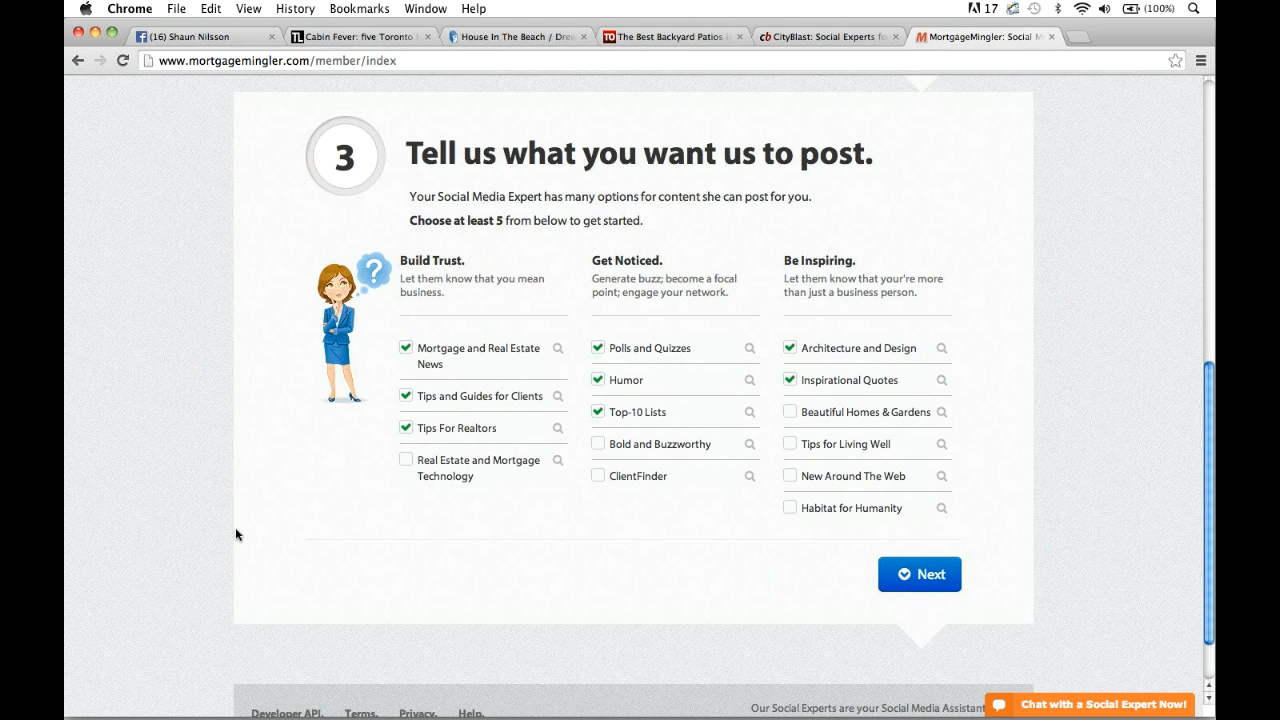 Chrome File Edit View History Bookmarks Window Help
17 (100%)
(16) Shaun Nilsson
Cabin Fever: five Toronto
House In The Beach / Drew
The Best Backyard Patios
CityBlast: Social Experts fo
MortgageMingler: Social M
www.mortgagemingler.com/member/index
3
Tell us what you want us to post.
Your Social Media Expert has many options for content she can post for you.
Choose at least 5 from below to get started.
?
Build Trust.
Let them know that you mean
business.
Mortgage and Real Estate
News
Tips and Guides for Clients
Tips For Realtors
Real Estate and Mortgage
Technology
Get Noticed.
Generate buzz; become a focal
point; engage your network.
Polls and Quizzes
Humor
Top-10 Lists
Bold and Buzzworthy
ClientFinder
Be Inspiring.
Let them know that your're more
than just a business person.
Architecture and Design
Inspirational Quotes
Beautiful Homes & Gardens
Tips for Living Well
New Around The Web
Habitat for Humanity
Next
Developer API. Terms. Privacy. Help.
Our Social Experts are your Social Media Assistant
Chat with a Social Expert Now!